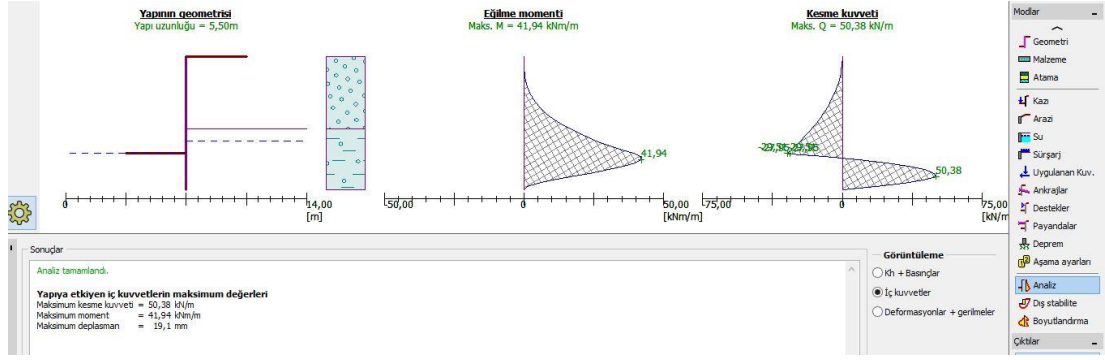 Yapının geometrisi
Yapı uzunluğu = 5,50m
0
14,00
[m]
Eğilme momenti
Maks. M = 41,94 kNm/m
41,94
-50,00
0
50,00
[kNm/m]
Kesme kuvveti
Maks. Q = 50,38 kN/m
50,38
-75,00
0
75,00
[kN/m
Modlar
Geometri
Malzeme
Atama
Kazı
Arazi
Su
Sürşarj
Uygulanan Kuv.
Ankrajlar
Destekler
Payandalar
Deprem
Aşama ayarları
Analiz
Dış stabilite
Boyutlandırma
Çıktılar
Sonuçlar
Analiz tamamlandı.
Yapıya etkiyen iç kuvvetlerin maksimum değerleri
Maksimum kesme kuvveti = 50,38 kN/m
Maksimum moment = 41,94 kNm/m
Maksimum deplasman = 19,1 mm
Görüntüleme
Kh + Basınçlar
İç kuvvetler
Deformasyonlar + gerilmeler